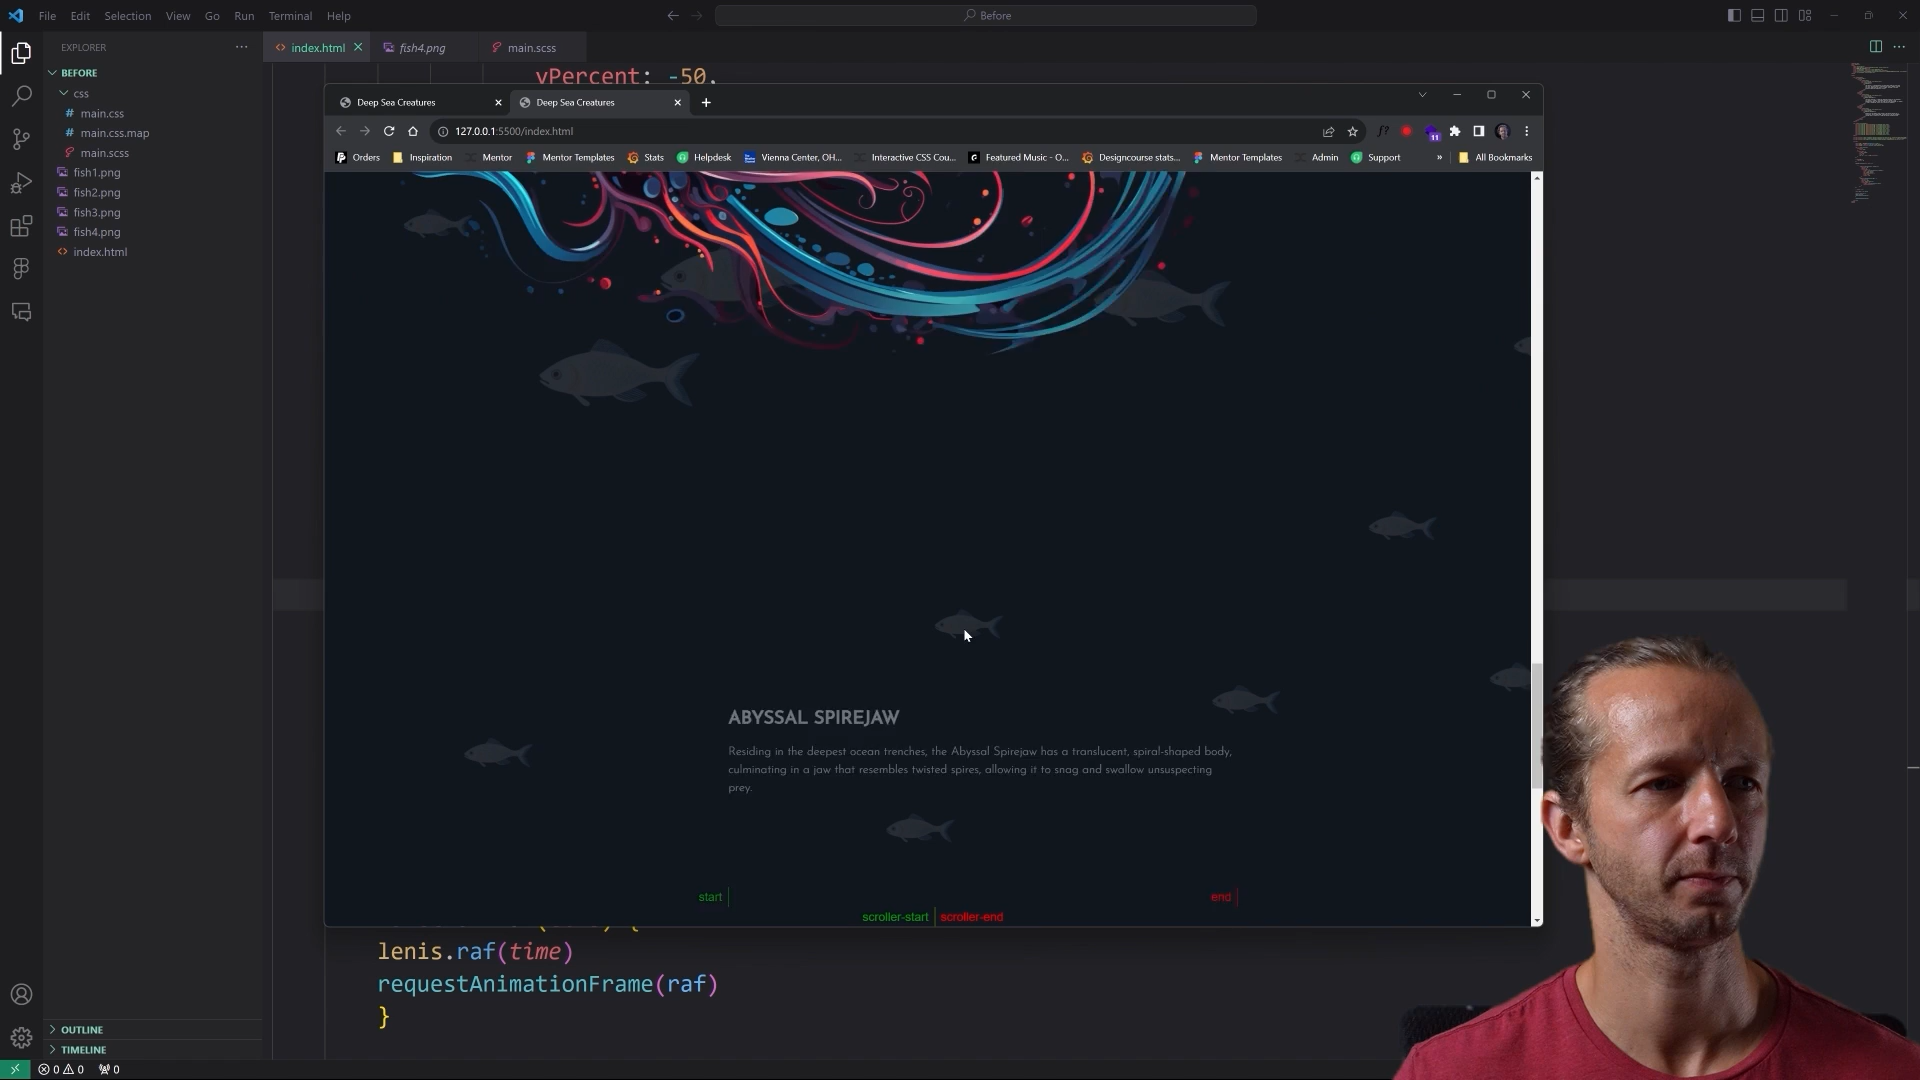 File Edit Selection View Go Run Terminal Help
Before
EXPLORER
index.html
fish4.png
main.scss
BEFORE
css
main.css
main.css.map
main.scss
fish1.png
fish2.png
fish3.png
fish4.png
index.html
yPercent: -50,
Deep Sea Creatures
Deep Sea Creatures
127.0.0.1:5500/index.html
f?
11
Orders Inspiration Mentor Mentor Templates Stats Helpdesk Vienna Center, OH... Interactive CSS Cou... Featured Music - O... Designcourse stats... Mentor Templates Admin Support » All Bookmarks
ABYSSAL SPIREJAW
Residing in the deepest ocean trenches, the Abyssal Spirejaw has a translucent, spiral-shaped body,
culminating in a jaw that resembles twisted spires, allowing it to snag and swallow unsuspecting
prey.
start
end
scroller-start
scroller-end
lenis.raf(time)
requestAnimationFrame(raf)
}
OUTLINE
TIMELINE
0 0 0